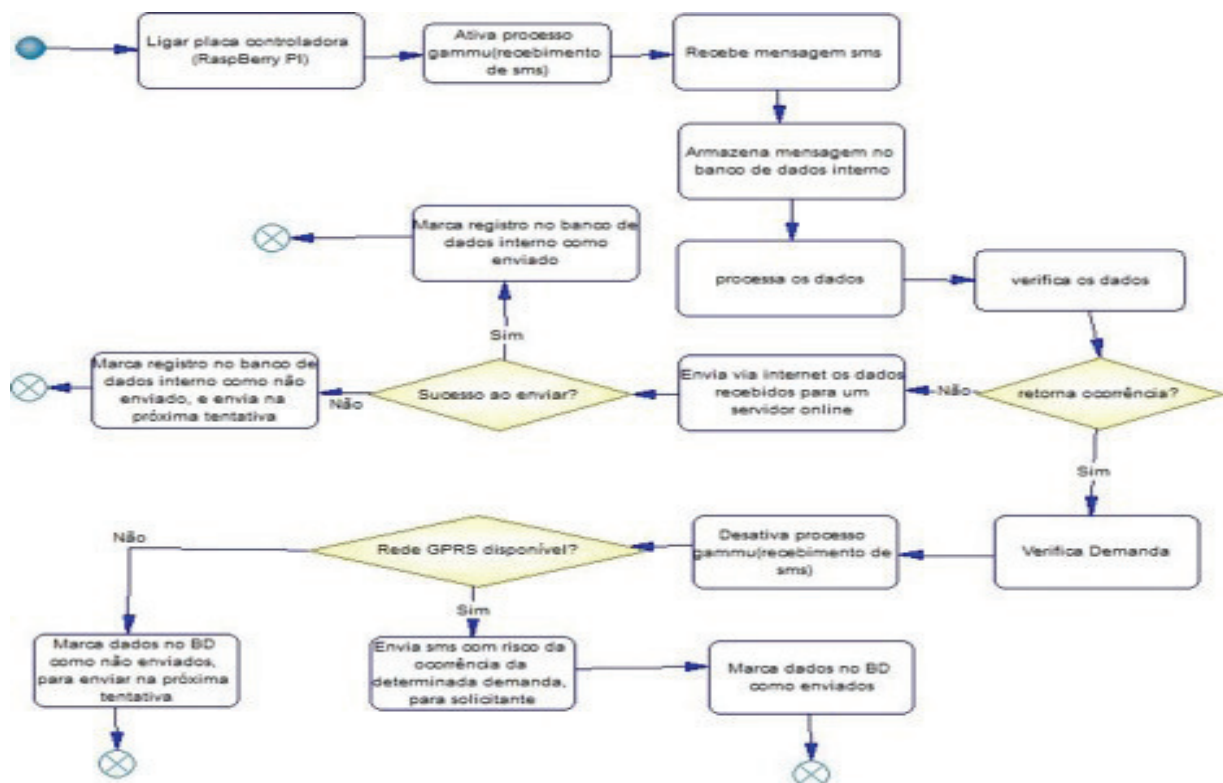 Ligar placa controladora
(RaspBerry PI)
Ativa processo
gammu(recebimento
de sms)
Recebe mensagem sms
Armazena mensagem no
banco de dados interno
Marca registro no banco de
dados interno como
enviado
processa os dados
verifica os dados
Sim
Marca registro no banco de
dados interno como não
enviado, e envia na
próxima tentativa
Não
Sucesso ao enviar?
Envia via internet os dados
recebidos para um
servidor online
Não
retorna ocorrência?
Sim
Não
Rede GPRS disponível?
Desativa processo
gammu(recebimento de
sms)
Verifica Demanda
Sim
Marca dados no BD
como não enviados,
para enviar na próxima
tentativa
Envia sms com risco da
ocorrência da
determinada demanda,
para solicitante
Marca dados no BD
como enviados